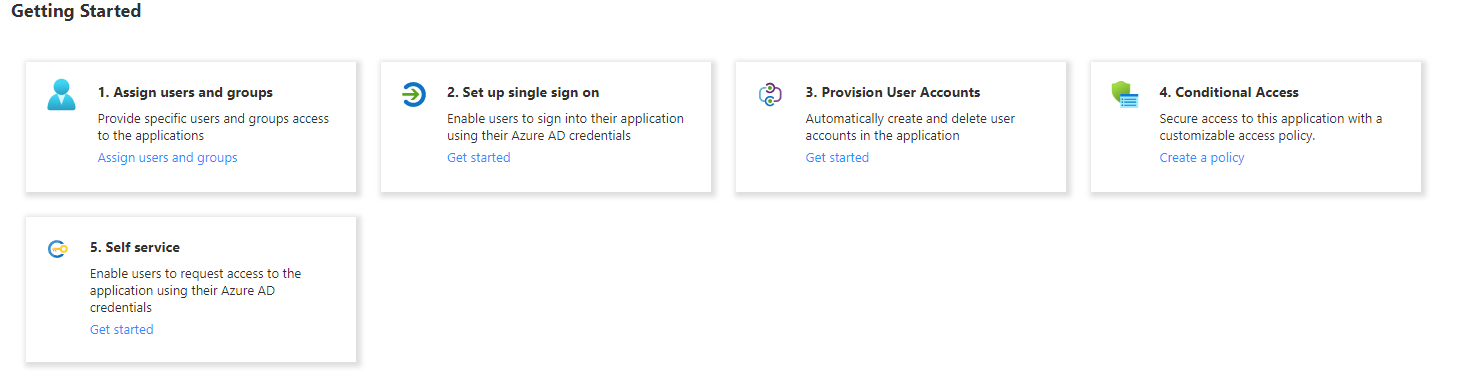 Getting Started
1. Assign users and groups
Provide specific users and groups access
to the applications
Assign users and groups
2. Set up single sign on
Enable users to sign into their application
using their Azure AD credentials
Get started
3. Provision User Accounts
Automatically create and delete user
accounts in the application
Get started
4. Conditional Access
Secure access to this application with a
customizable access policy.
Create a policy
5. Self service
Enable users to request access to the
application using their Azure AD
credentials
Get started